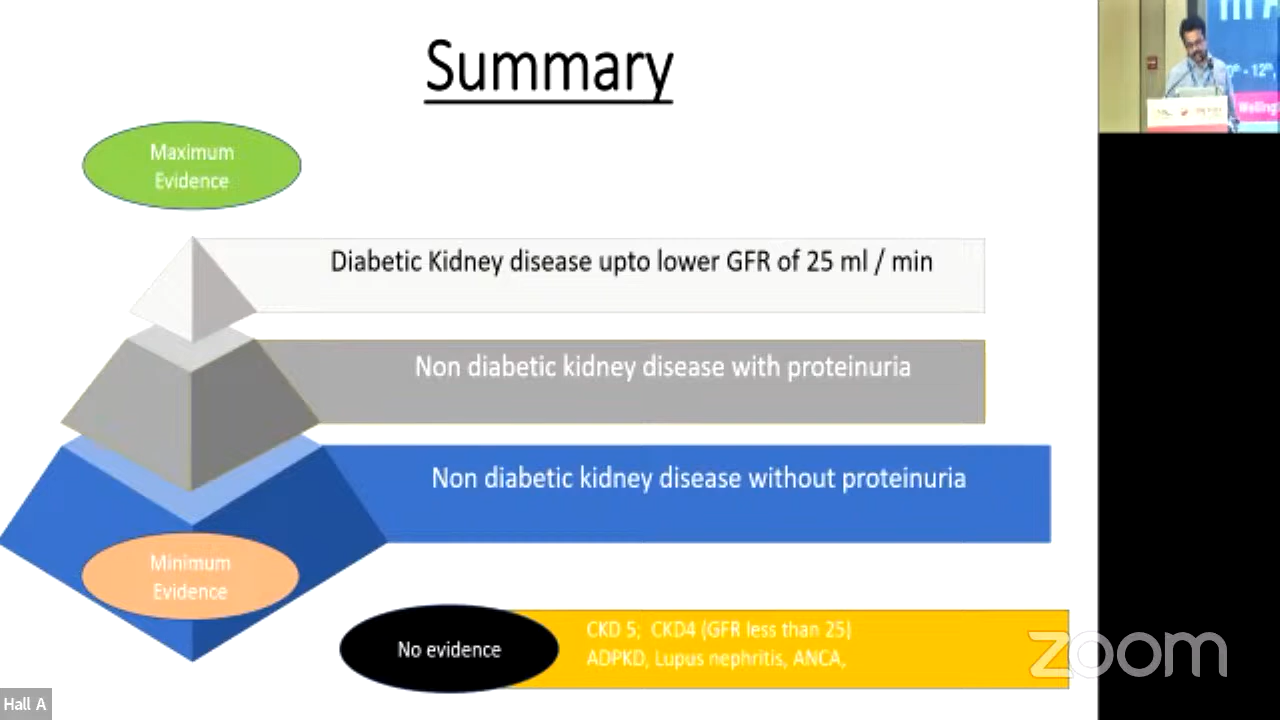 Summary
Maximum
Evidence
Diabetic Kidney disease upto lower GFR of 25 ml / min
Non diabetic kidney disease with proteinuria
Non diabetic kidney disease without proteinuria
Minimum
Evidence
No evidence
CKD 5; CKD4 (GFR less than 25)
ADPKD, Lupus nephritis, ANCA,
zoom
Hall A